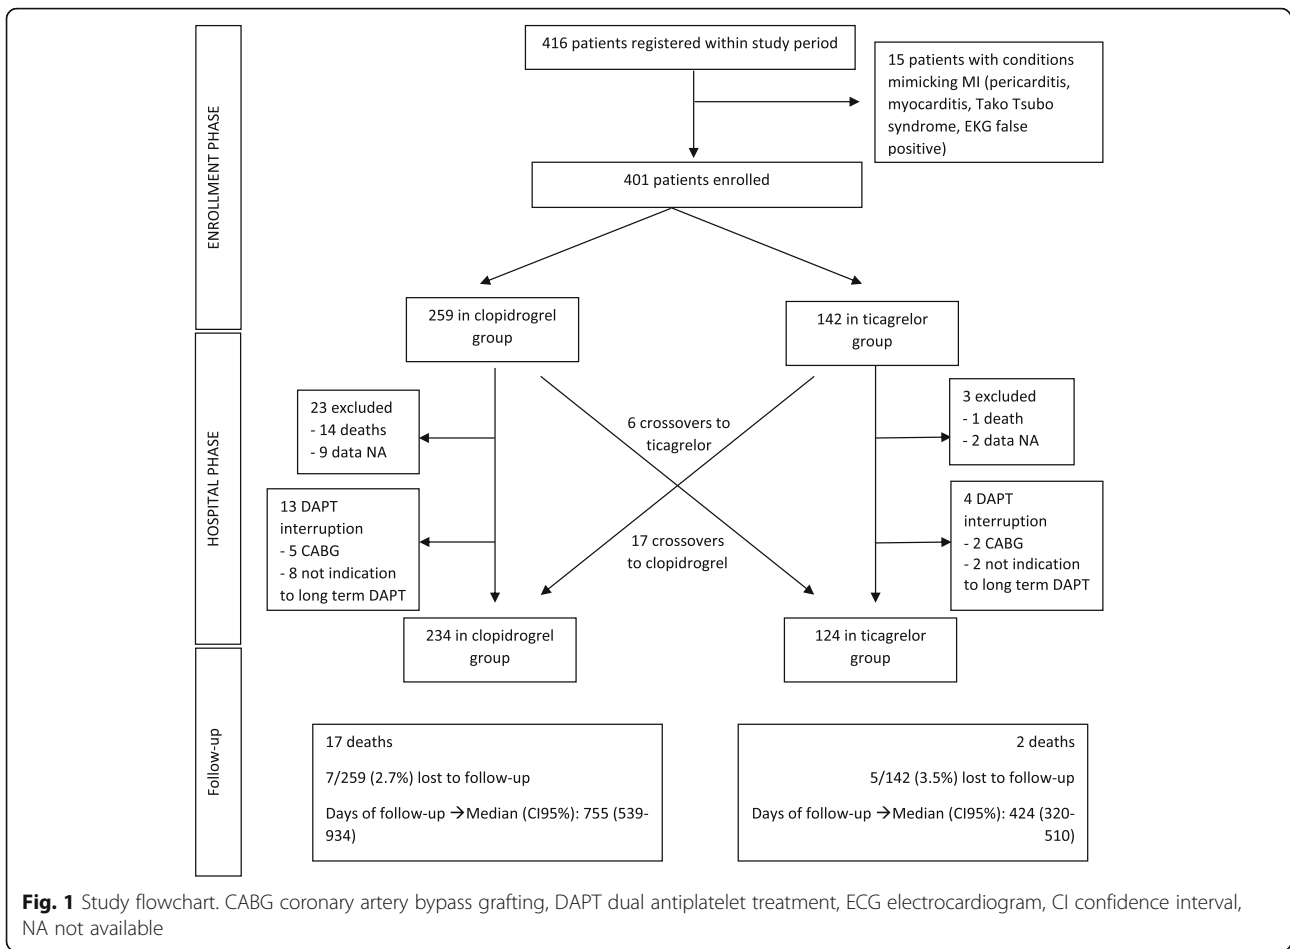 416 patients registered within study period
15 patients with conditions
mimicking MI (pericarditis,
myocarditis, Tako Tsubo
syndrome, EKG false
positive)
ENROLLMENT PHASE
401 patients enrolled
259 in clopidrogrel
group
142 in ticagrelor
group
HOSPITAL PHASE
23 excluded
- 14 deaths
- 9 data NA
6 crossovers to
ticagrelor
3 excluded
- 1 death
- 2 data NA
13 DAPT
interruption
- 5 CABG
- 8 not indication
to long term DAPT
17 crossovers
to clopidrogrel
4 DAPT
interruption
- 2 CABG
- 2 not indication
to long term DAPT
234 in clopidrogrel
group
124 in ticagrelor
group
Follow-up
17 deaths
7/259 (2.7%) lost to follow-up
Days of follow-up →Median (CI95%): 755 (539-
934)
2 deaths
5/142 (3.5%) lost to follow-up
Days of follow-up →Median (CI95%): 424 (320-
510)
Fig. 1 Study flowchart. CABG coronary artery bypass grafting, DAPT dual antiplatelet treatment, ECG electrocardiogram, CI confidence interval,
NA not available